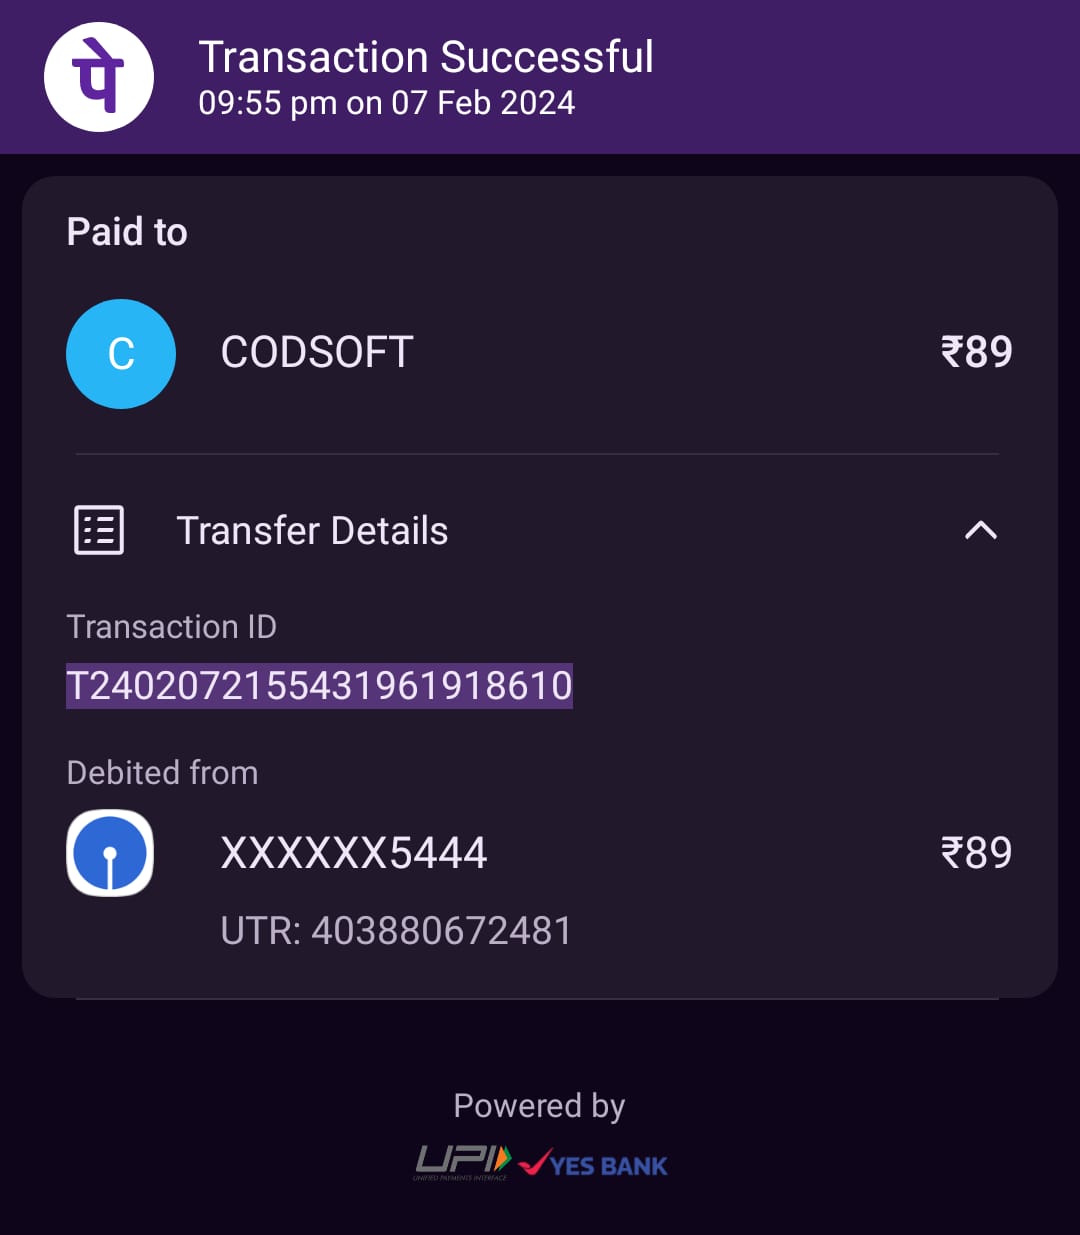 पे
Transaction Successful
09:55 pm on 07 Feb 2024
Paid to
C
CODSOFT
₹89
Transfer Details
Transaction ID
T2402072155431961918610
Debited from
XXXXXX5444
₹89
UTR: 403880672481
Powered by
UPI
UNIFIED PAYMENTS INTERFACE
YES BANK